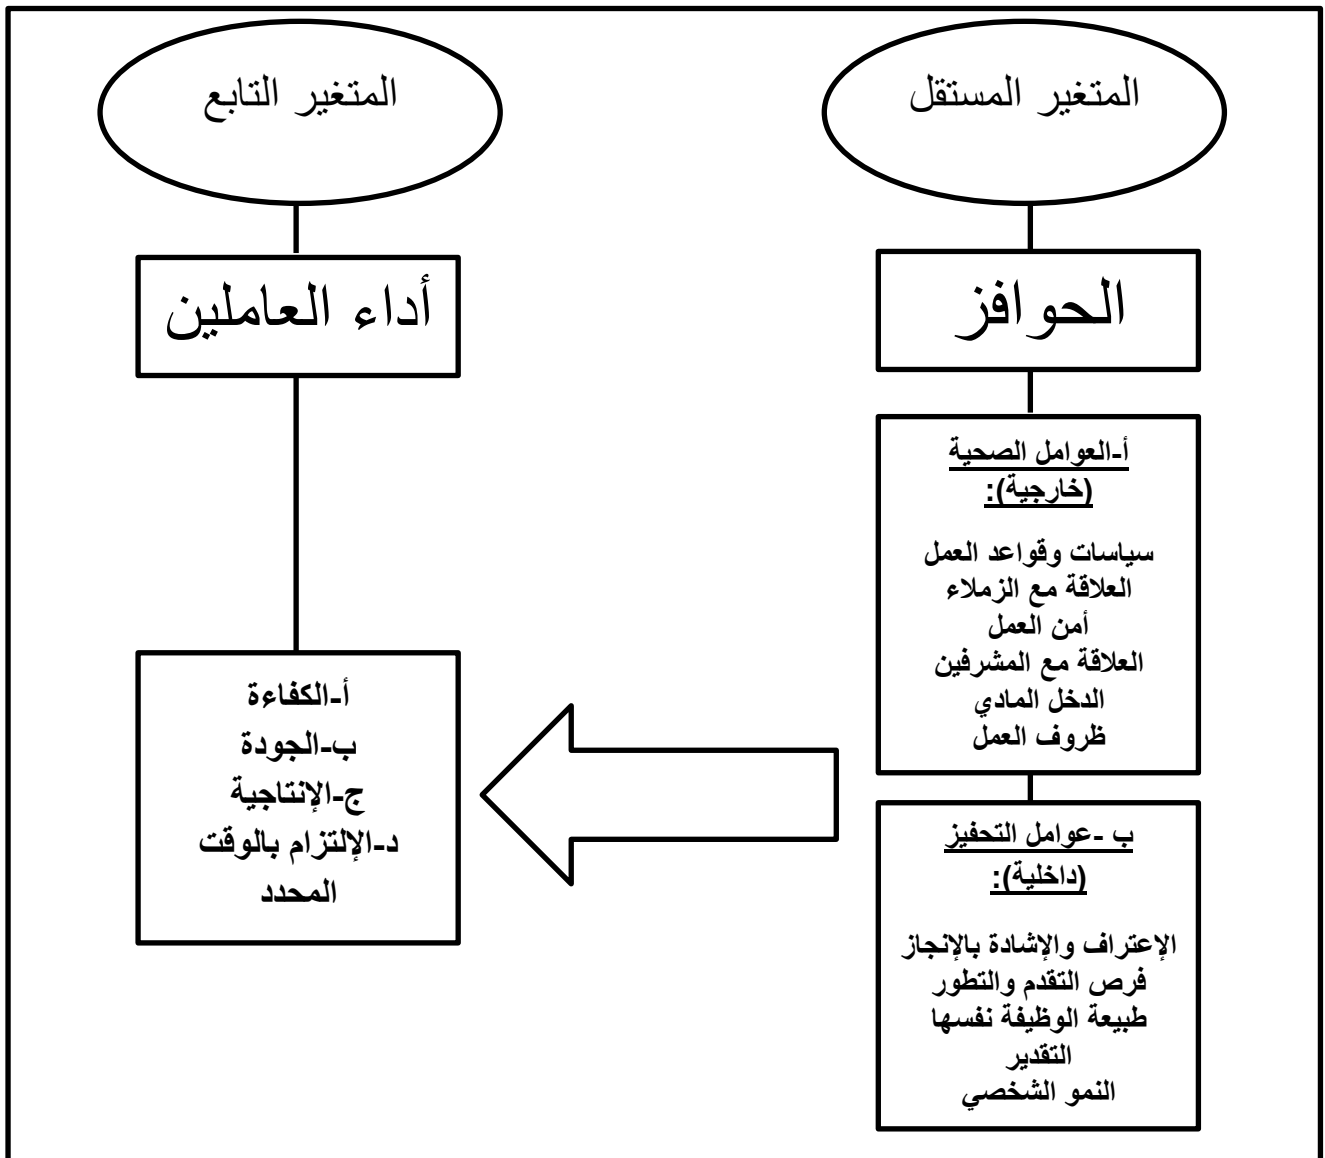 المتغير المستقل
المتغير التابع
الحوافز
أداء العاملين
أ-العوامل الصحية
(خارجية):
سياسات وقواعد العمل
العلاقة مع الزملاء
أمن العمل
العلاقة مع المشرفين
الدخل المادي
ظروف العمل
ب -عوامل التحفيز
(داخلية):
الإعتراف والإشادة بالإنجاز
فرص التقدم والتطور
طبيعة الوظيفة نفسها
التقدير
النمو الشخصي
أ-الكفاءة
ب-الجودة
ج-الإنتاجية
د-الإلتزام بالوقت
المحدد